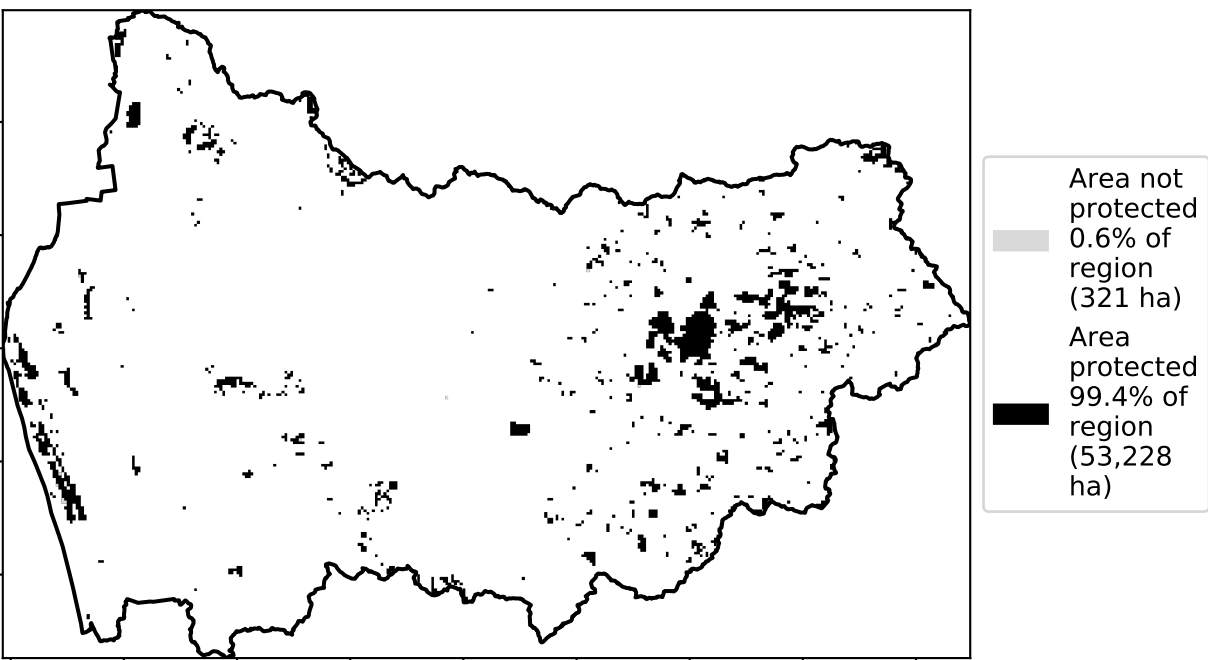 Area not
protected
0.6% of
region
(321 ha)
Area
protected
99.4% of
region
(53,228
ha)